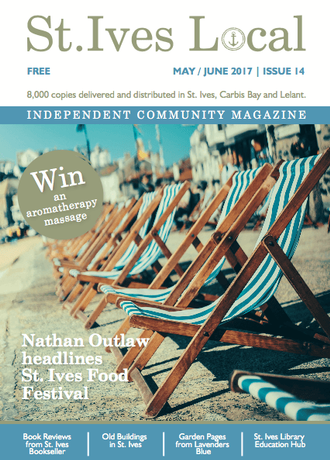 St.Ives Local
FREE
MAY / JUNE 2017 | ISSUE 14
8,000 copies delivered and distributed in St. Ives, Carbis Bay and Lelant.
INDEPENDENT COMMUNITY MAGAZINE
Win
an
aromatherapy
massage
Nathan Outlaw
headlines
St. Ives Food
Festival
Book Reviews
from St. Ives
Bookseller
Old Buildings
in St. Ives
Garden Pages
from Lavenders
Blue
St. Ives Library
Education Hub